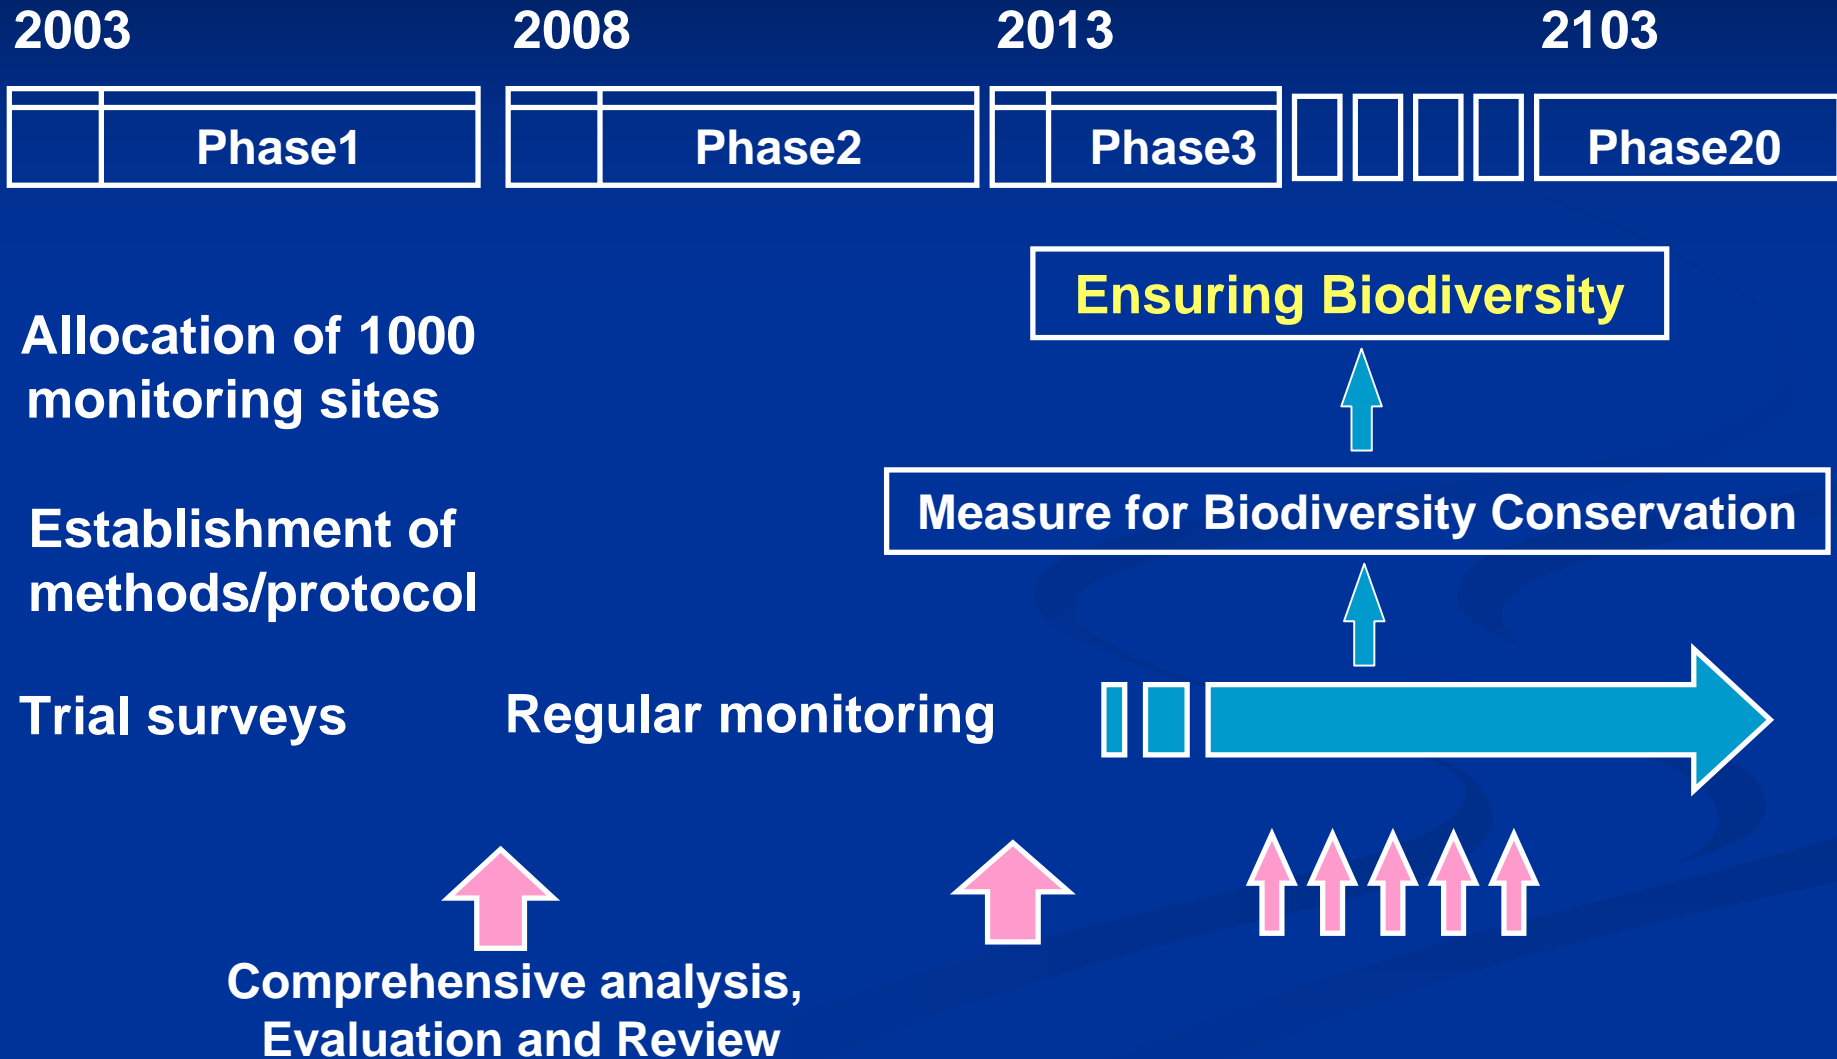 2003 2008 2013 2103
Phase1 Phase2 Phase3 Phase20
Ensuring Biodiversity
Allocation of 1000
monitoring sites
Measure for Biodiversity Conservation
Establishment of
methods/protocol
Trial surveys
Regular monitoring
Comprehensive analysis,
Evaluation and Review